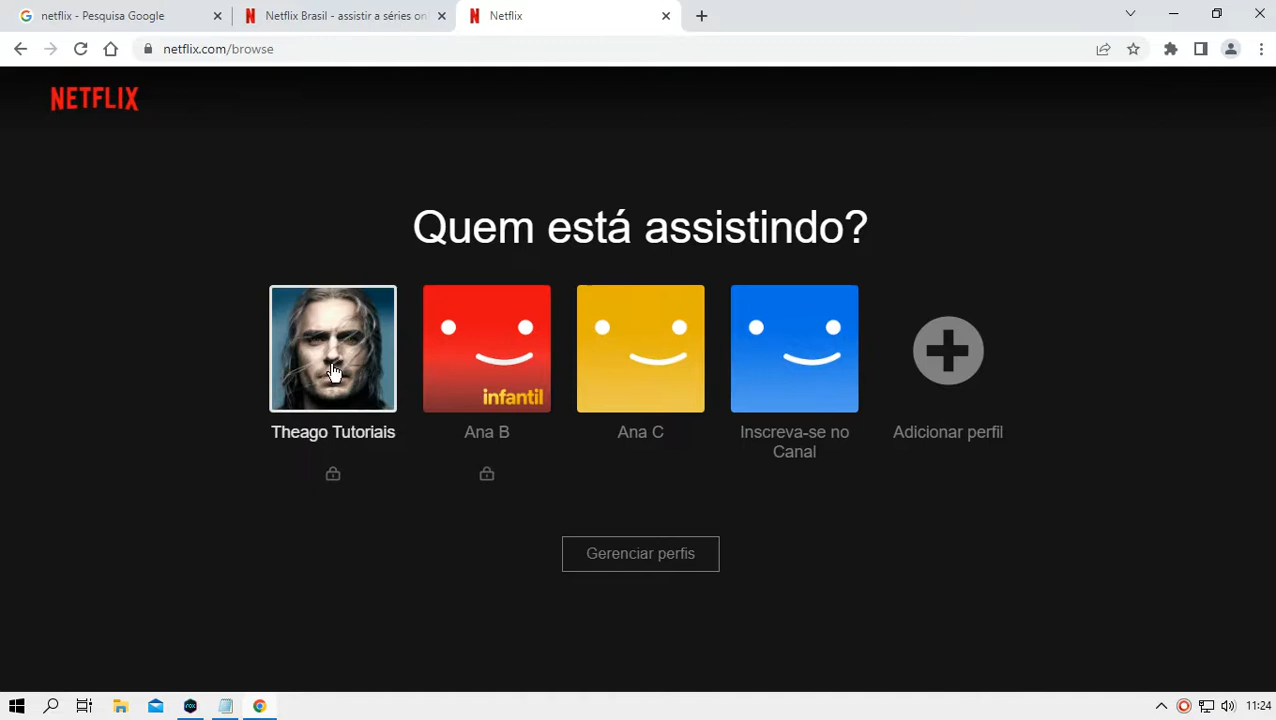 netflix - Pesquisa Google
Netflix Brasil - assistir a séries on
Netflix
netflix.com/browse
NETFLIX
Quem está assistindo?
infantil
Theago Tutoriais
Ana B
Ana C
Inscreva-se no
Canal
Adicionar perfil
Gerenciar perfis
11:24